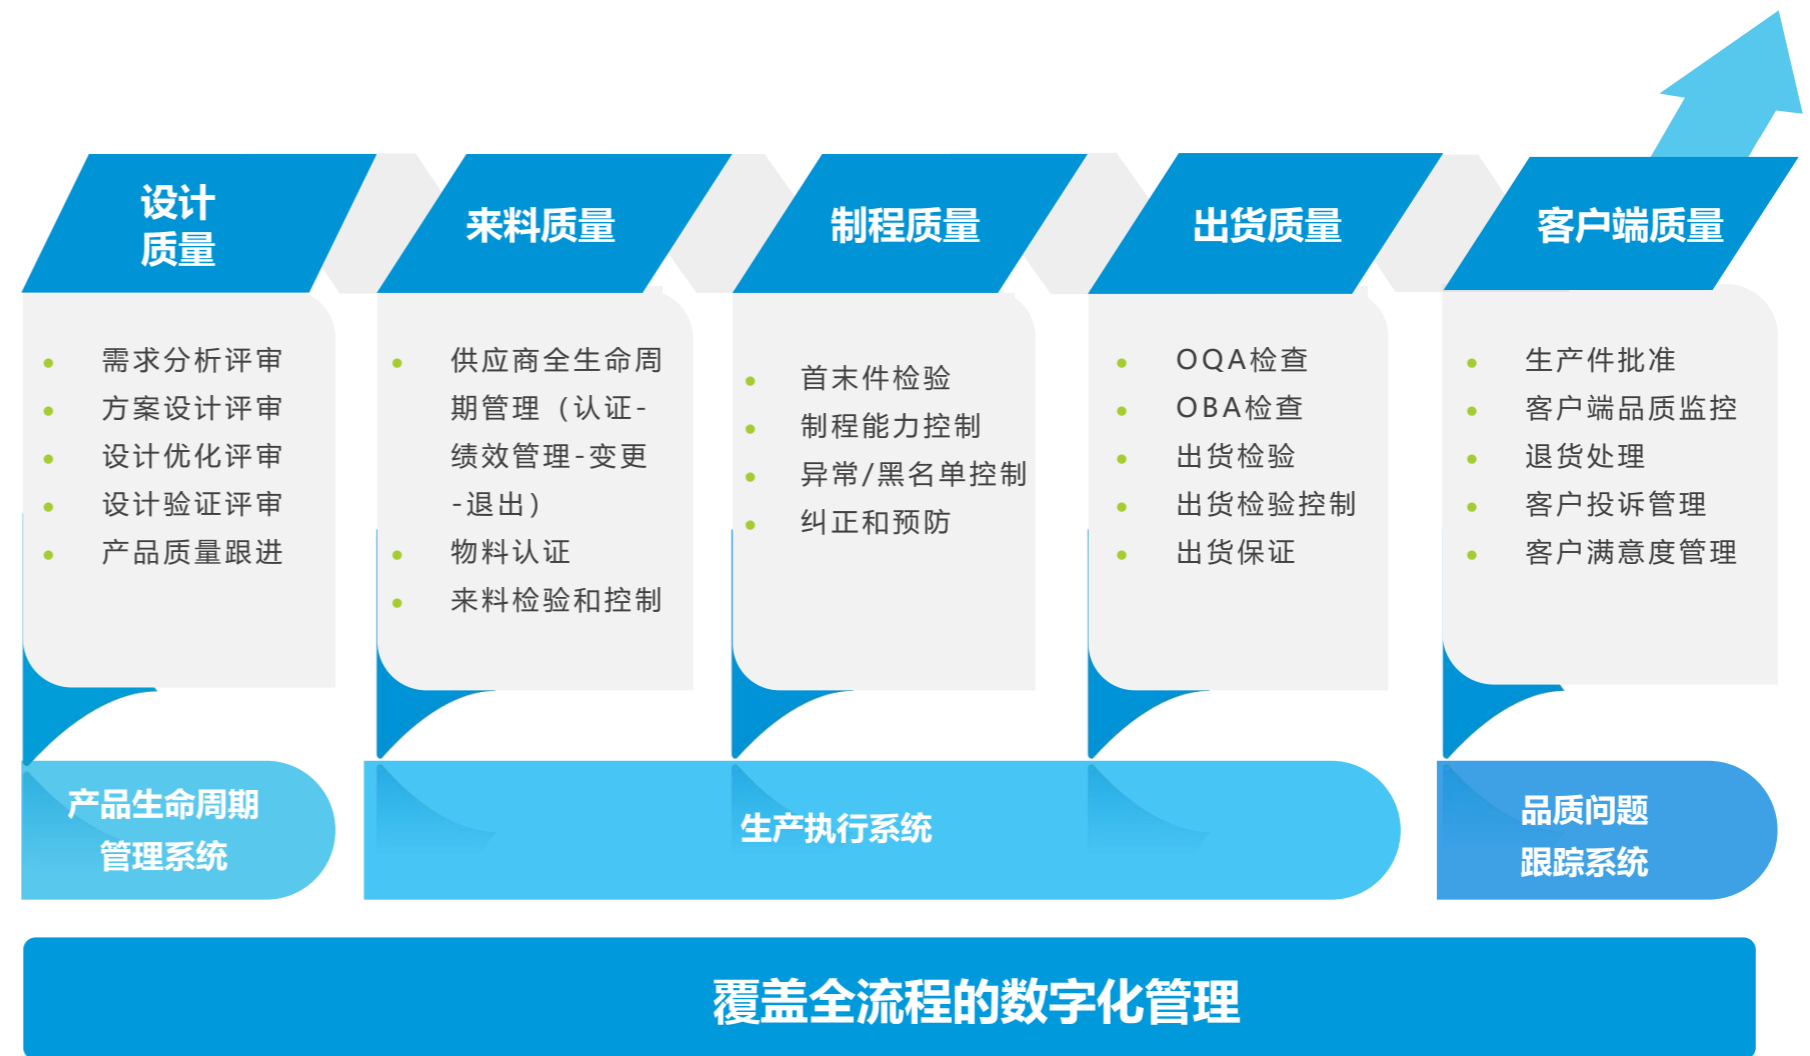 设计
质量
需求分析评审
方案设计评审
设计优化评审
设计验证评审
产品质量跟进
来料质量
供应商全生命周
期管理（认证-
绩效管理-变更
-退出）
物料认证
来料检验和控制
制程质量
首末件检验
制程能力控制
异常/黑名单控制
纠正和预防
出货质量
OQA检查
OBA检查
出货检验
出货检验控制
出货保证
客户端质量
生产件批准
客户端品质监控
退货处理
客户投诉管理
客户满意度管理
产品生命周期
管理系统
生产执行系统
品质问题
跟踪系统
覆盖全流程的数字化管理